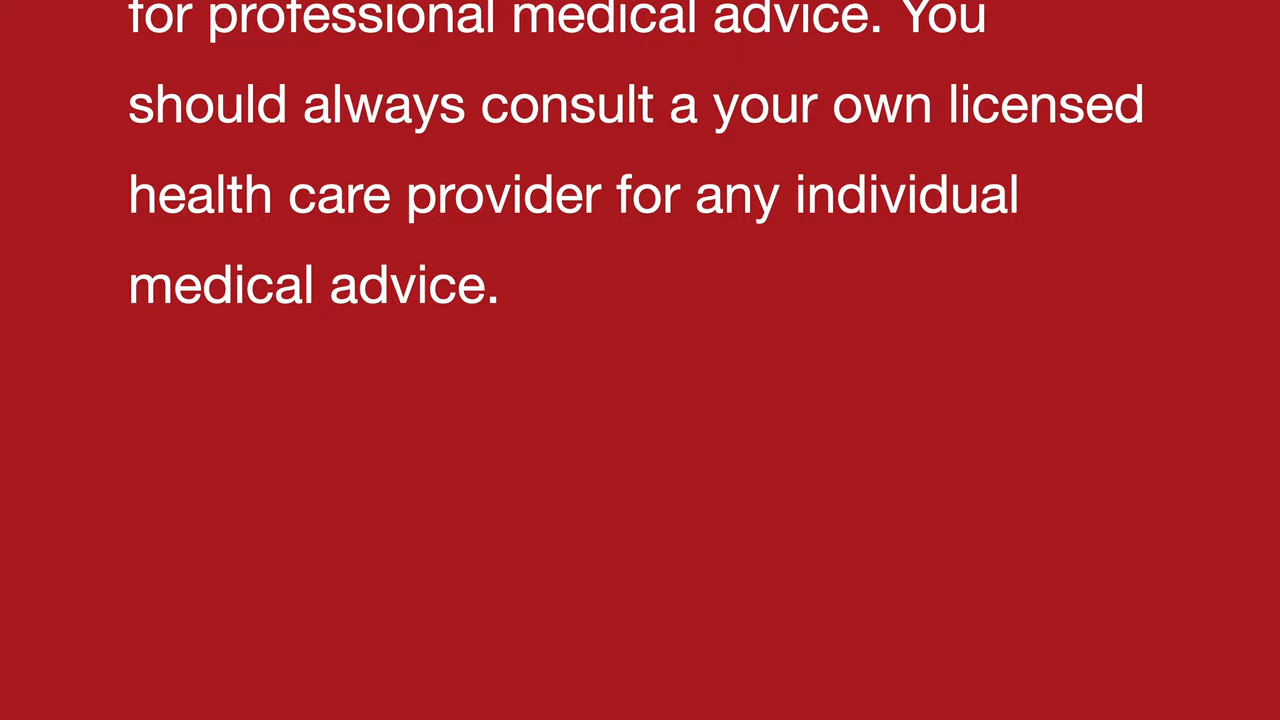 for professional medical advice. You
should always consult a your own licensed
health care provider for any individual
medical advice.